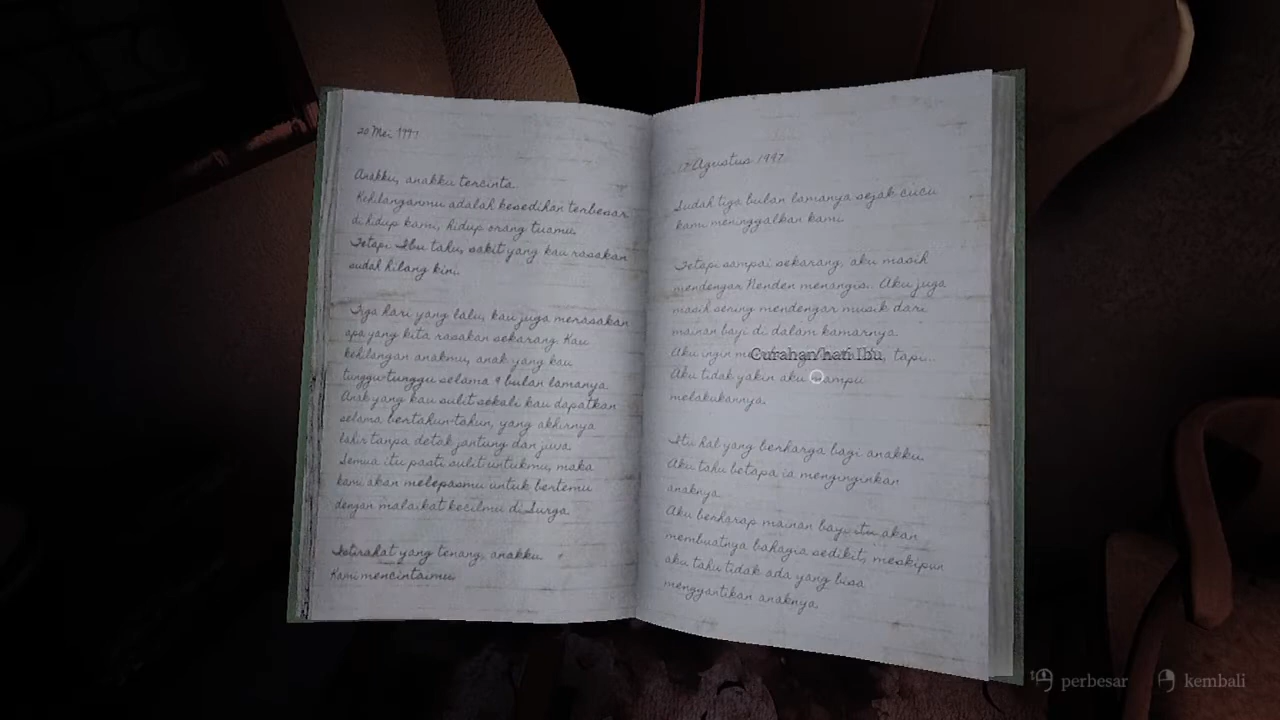 20 Mei 1997
Anakku, anakku tercinta.
Kehilanganmu adalah kesedihan terbesar
di hidup kami, hidup orang tuamu.
Tetapi Ibu tahu, sakit yang kau rasakan
sudah hilang kini.
Tiga hari yang lalu, kau juga merasakan
apa yang kita rasakan sekarang. Kau
kehilangan anakmu, anak yang kau
tunggu-tunggu selama 9 bulan lamanya.
Anak yang kau sulit sekali kau dapatkan
selama bertahun-tahun, yang akhirnya
lahir tanpa detak jantung dan jiwa.
Semua itu pasti sulit untukmu, maka
kami akan melepasmu untuk bertemu
dengan malaikat kecilmu di Surga.
Istirahat yang tenang, anakku.
Kami mencintaimu.
Agustus 1997
Sudah tiga bulan lamanya sejak cucu
kami meninggalkan kami.
Tetapi sampai sekarang, aku masih
mendengar Nenden menangis.. Aku juga
masih sering mendengar musik dari
mainan bayi di dalam kamarnya.
Aku ingin tapi...
Curahan hati Ibu
Aku tidak yakin aku mampu
melakukannya.
Itu hal yang berharga bagi anakku.
Aku tahu betapa ia menginginkan
anaknya.
Aku berharap mainan bayi itu akan
membuatnya bahagia sedikit, meskipun
aku tahu tidak ada yang bisa
menggantikan anaknya.
perbesar
kembali